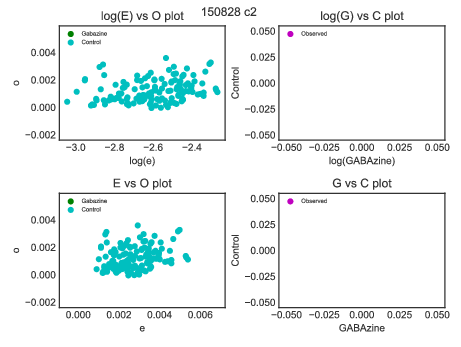 150828 c2
log(E) vs O plot
log(G) vs C plot
Gabazine
Control
Observed
0.006
0.004
0.002
0.000
−0.002
o
−3.0 −2.8 −2.6 −2.4
log(e)
0.050
0.025
0.000
−0.025
−0.050
Control
−0.050 −0.025 0.000 0.025 0.050
log(GABAzine)
E vs O plot
G vs C plot
Gabazine
Control
Observed
0.006
0.004
0.002
0.000
−0.002
o
0.000 0.002 0.004 0.006
e
0.050
0.025
0.000
−0.025
−0.050
Control
−0.050 −0.025 0.000 0.025 0.050
GABAzine